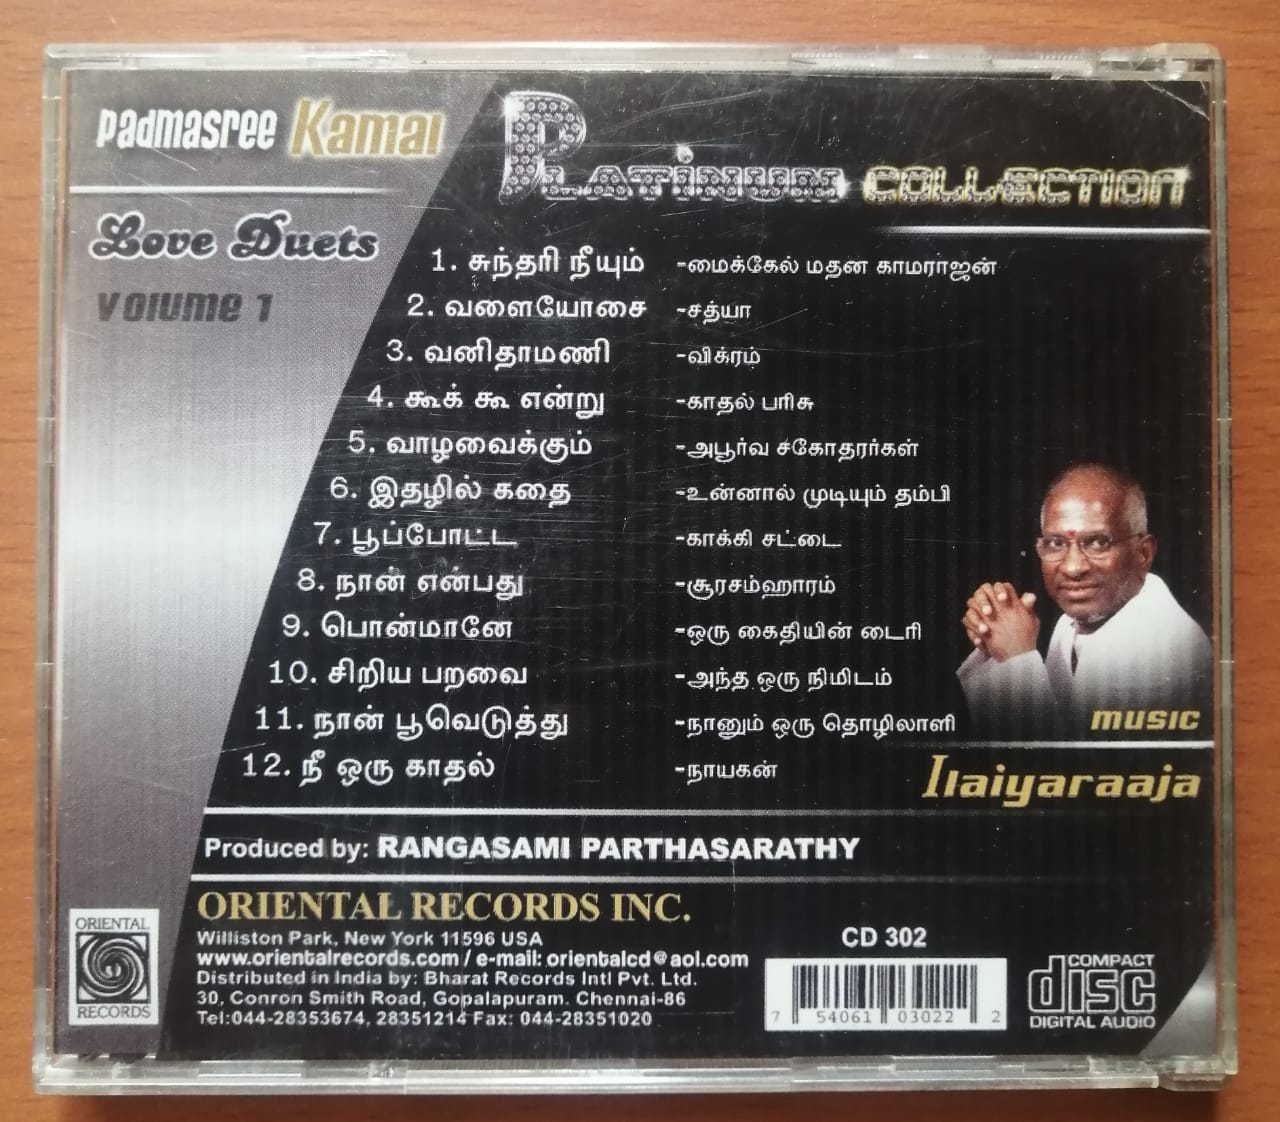 Padmasree Kamal
PLATINUM COLLECTION
Love Duets
Volume 1
1. சுந்தரி நீயும் -மைக்கேல் மதன காமராஜன்
2. வளையோசை -சத்யா
3. வனிதாமணி -விக்ரம்
4. கூக் கூ என்று -காதல் பரிசு
5. வாழவைக்கும் -அபூர்வ சகோதரர்கள்
6. இதழில் கதை -உன்னால் முடியும் தம்பி
7. பூப்போட்ட -காக்கி சட்டை
8. நான் என்பது -சூரசம்ஹாரம்
9. பொன்மானே -ஒரு கைதியின் டைரி
10. சிறிய பறவை -அந்த ஒரு நிமிடம்
11. நான் பூவெடுத்து -நானும் ஒரு தொழிலாளி
12. நீ ஒரு காதல் -நாயகன்
music
Ilaiyaraaja
Produced by: RANGASAMI PARTHASARATHY
ORIENTAL RECORDS INC.
Williston Park, New York 11596 USA
www.orientalrecords.com / e-mail: orientalcd@aol.com
Distributed in India by: Bharat Records Intl Pvt. Ltd.
30, Conron Smith Road, Gopalapuram. Chennai-86
Tel:044-28353674, 28351214 Fax: 044-28351020
ORIENTAL
RECORDS
CD 302
7 54061 03022 2
COMPACT
disc
DIGITAL AUDIO